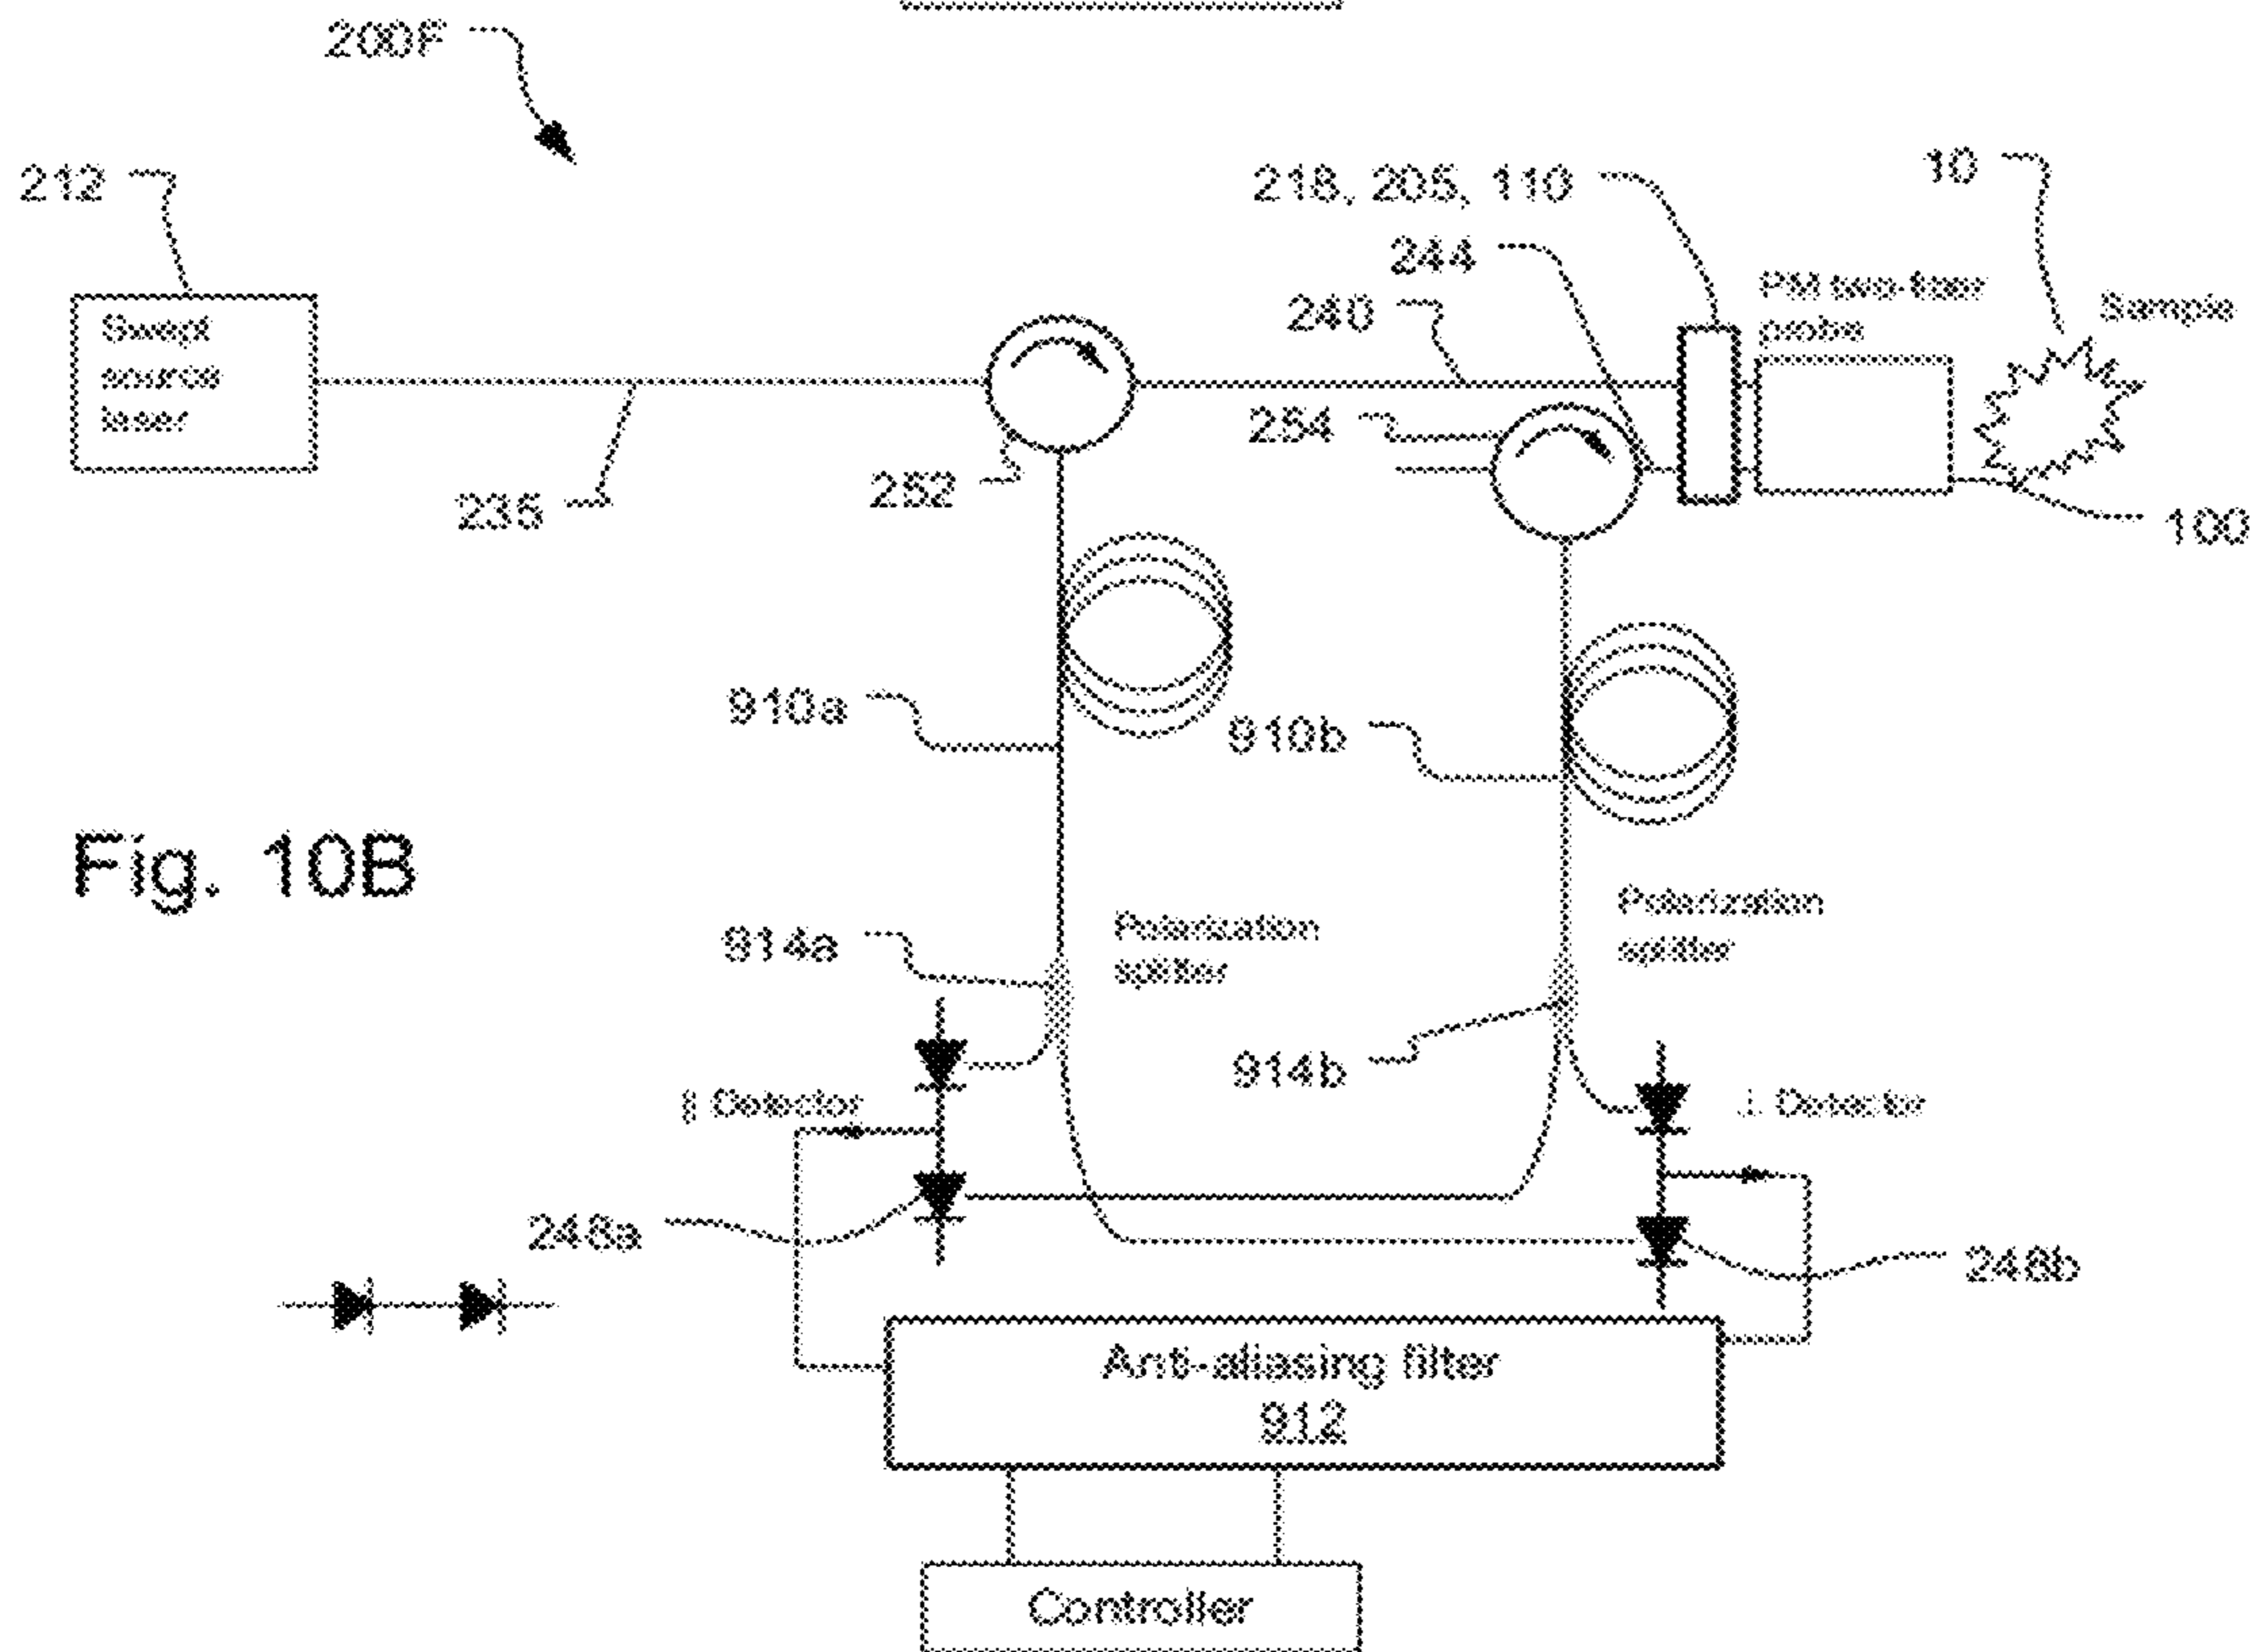 200F
212
218, 205, 110
10
244
240
PM two-fiber
probe
Sample
Swept
source
laser
254
252
236
100
910a
910b
Fig. 10B
914a
Polarization
splitter
Polarization
splitter
914b
|| Detector
⊥ Detector
248a
248b
Anti-aliasing filter
912
Controller